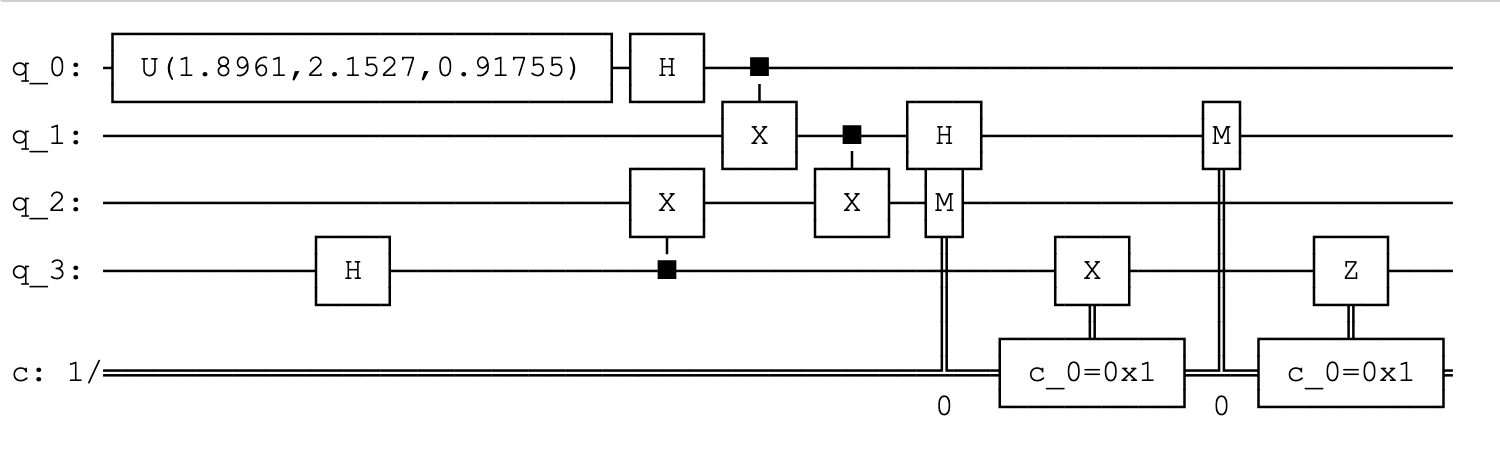 q_0: U(1.8961,2.1527,0.91755) H
q_1: X H M
q_2: X X M
q_3: H X Z
c: 1/ c_0=0x1 c_0=0x1
0 0